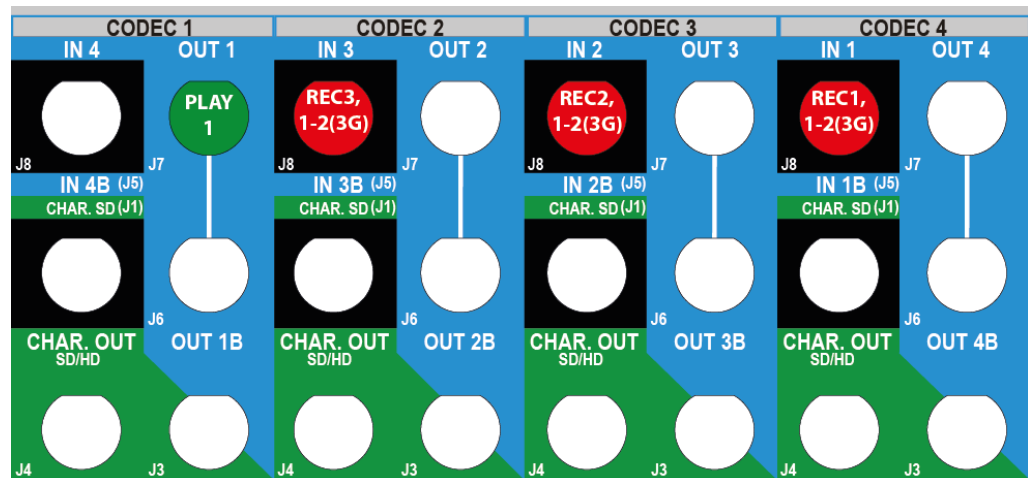 CODEC 1 CODEC 2 CODEC 3 CODEC 4
IN 4 OUT 1 IN 3 OUT 2 IN 2 OUT 3 IN 1 OUT 4
PLAY REC3, REC2, REC1,
1 1-2(3G) 1-2(3G) 1-2(3G)
J8 J7 J8 J7 J8 J7 J8 J7
IN 4B (J5) IN 3B (J5) IN 2B (J5) IN 1B (J5)
CHAR. SD (J1) CHAR. SD (J1) CHAR. SD (J1) CHAR. SD (J1)
J6 J6 J6 J6
CHAR. OUT OUT 1B CHAR. OUT OUT 2B CHAR. OUT OUT 3B CHAR. OUT OUT 4B
SD/HD SD/HD SD/HD SD/HD
J4 J3 J4 J3 J4 J3 J4 J3